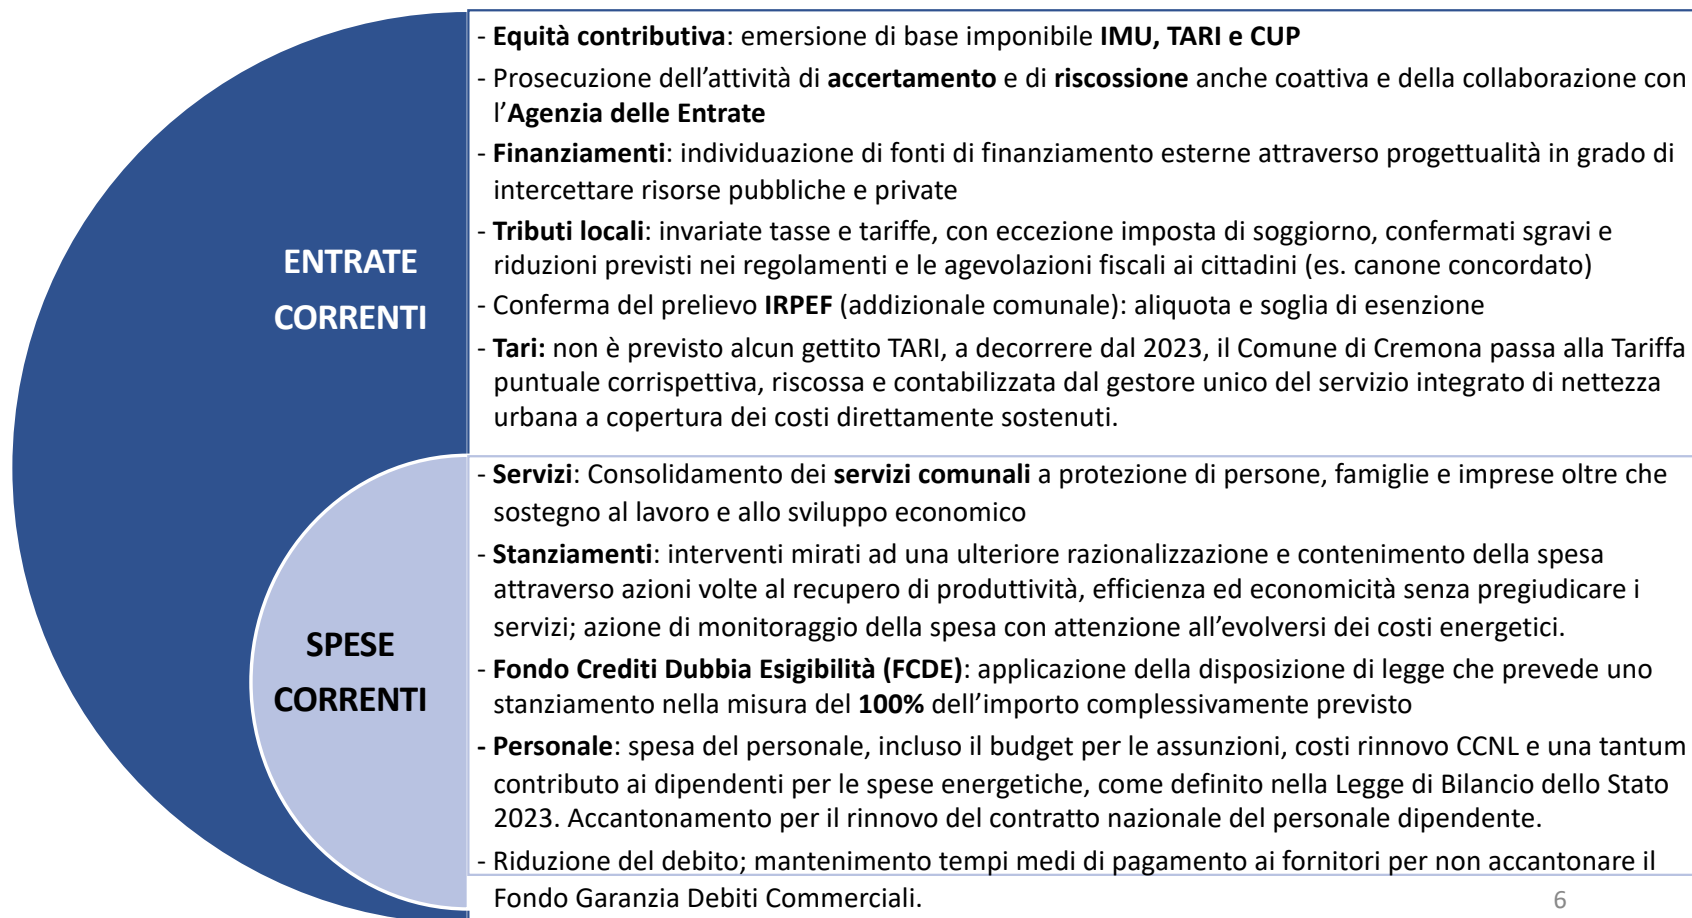 - Equità contributiva: emersione di base imponibile IMU, TARI e CUP
- Prosecuzione dell’attività di accertamento e di riscossione anche coattiva e della collaborazione con
l’Agenzia delle Entrate
- Finanziamenti: individuazione di fonti di finanziamento esterne attraverso progettualità in grado di
intercettare risorse pubbliche e private
- Tributi locali: invariate tasse e tariffe, con eccezione imposta di soggiorno, confermati sgravi e
riduzioni previsti nei regolamenti e le agevolazioni fiscali ai cittadini (es. canone concordato)
- Conferma del prelievo IRPEF (addizionale comunale): aliquota e soglia di esenzione
- Tari: non è previsto alcun gettito TARI, a decorrere dal 2023, il Comune di Cremona passa alla Tariffa
puntuale corrispettiva, riscossa e contabilizzata dal gestore unico del servizio integrato di nettezza
urbana a copertura dei costi direttamente sostenuti.
ENTRATE
CORRENTI
- Servizi: Consolidamento dei servizi comunali a protezione di persone, famiglie e imprese oltre che
sostegno al lavoro e allo sviluppo economico
- Stanziamenti: interventi mirati ad una ulteriore razionalizzazione e contenimento della spesa
attraverso azioni volte al recupero di produttività, efficienza ed economicità senza pregiudicare i
servizi; azione di monitoraggio della spesa con attenzione all’evolversi dei costi energetici.
- Fondo Crediti Dubbia Esigibilità (FCDE): applicazione della disposizione di legge che prevede uno
stanziamento nella misura del 100% dell’importo complessivamente previsto
- Personale: spesa del personale, incluso il budget per le assunzioni, costi rinnovo CCNL e una tantum
contributo ai dipendenti per le spese energetiche, come definito nella Legge di Bilancio dello Stato
2023. Accantonamento per il rinnovo del contratto nazionale del personale dipendente.
- Riduzione del debito; mantenimento tempi medi di pagamento ai fornitori per non accantonare il
Fondo Garanzia Debiti Commerciali.
SPESE
CORRENTI
6